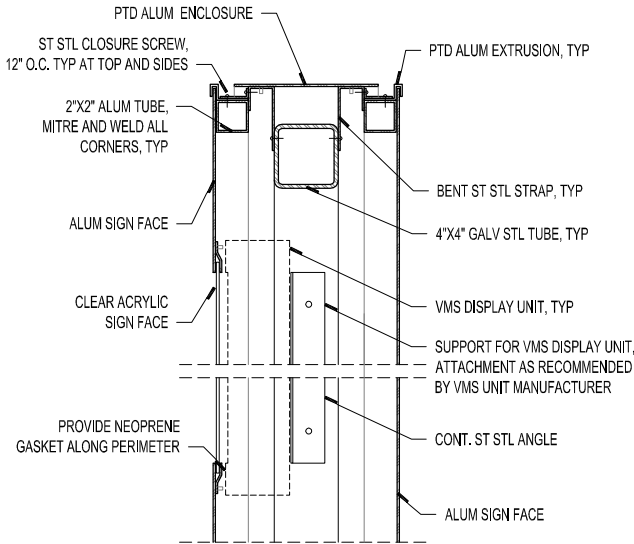 PTD ALUM ENCLOSURE
ST STL CLOSURE SCREW,
12" O.C. TYP AT TOP AND SIDES
PTD ALUM EXTRUSION, TYP
2"X2" ALUM TUBE,
MITRE AND WELD ALL
CORNERS, TYP
BENT ST STL STRAP, TYP
ALUM SIGN FACE
4"X4" GALV STL TUBE, TYP
CLEAR ACRYLIC
SIGN FACE
VMS DISPLAY UNIT, TYP
SUPPORT FOR VMS DISPLAY UNIT,
ATTACHMENT AS RECOMMENDED
BY VMS UNIT MANUFACTURER
PROVIDE NEOPRENE
GASKET ALONG PERIMETER
CONT. ST STL ANGLE
ALUM SIGN FACE